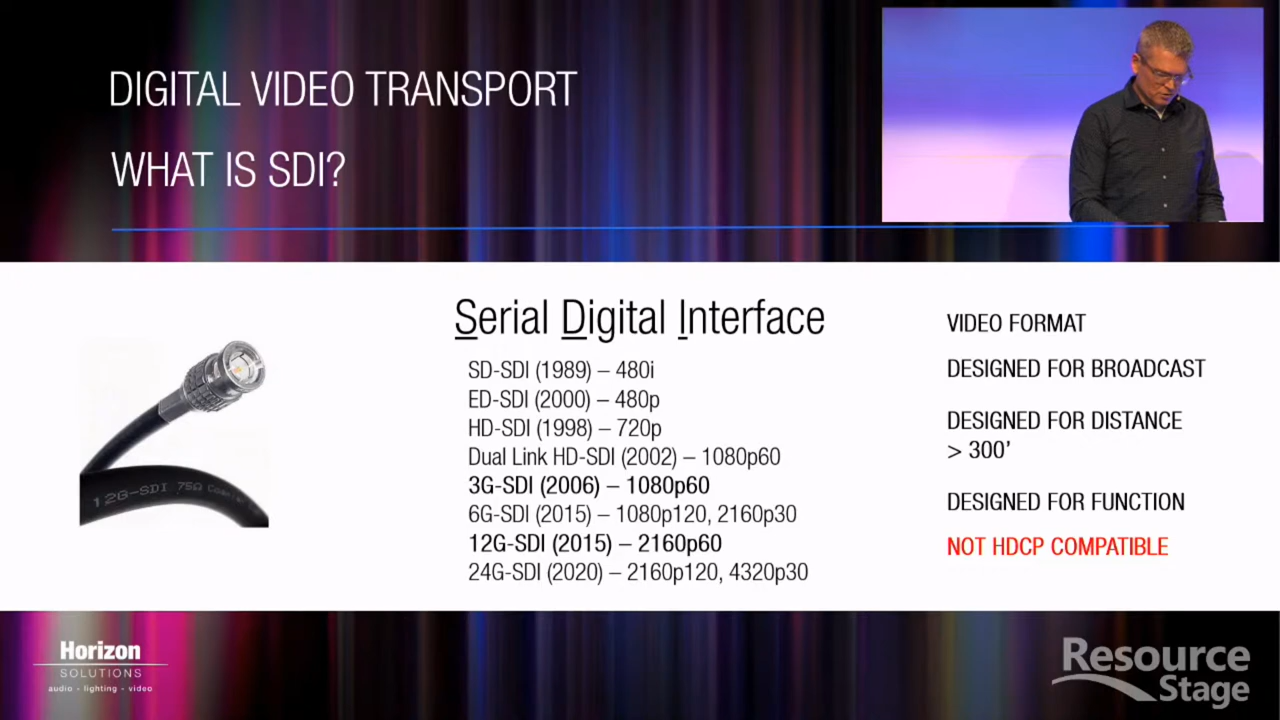 DIGITAL VIDEO TRANSPORT
WHAT IS SDI?
Serial Digital Interface
SD-SDI (1989) – 480i
ED-SDI (2000) – 480p
HD-SDI (1998) – 720p
Dual Link HD-SDI (2002) – 1080p60
3G-SDI (2006) – 1080p60
6G-SDI (2015) – 1080p120, 2160p30
12G-SDI (2015) – 2160p60
24G-SDI (2020) – 2160p120, 4320p30
VIDEO FORMAT
DESIGNED FOR BROADCAST
DESIGNED FOR DISTANCE
> 300'
DESIGNED FOR FUNCTION
NOT HDCP COMPATIBLE
12G-SDI 75Ω
Horizon
SOLUTIONS
audio - lighting - video
Resource
Stage